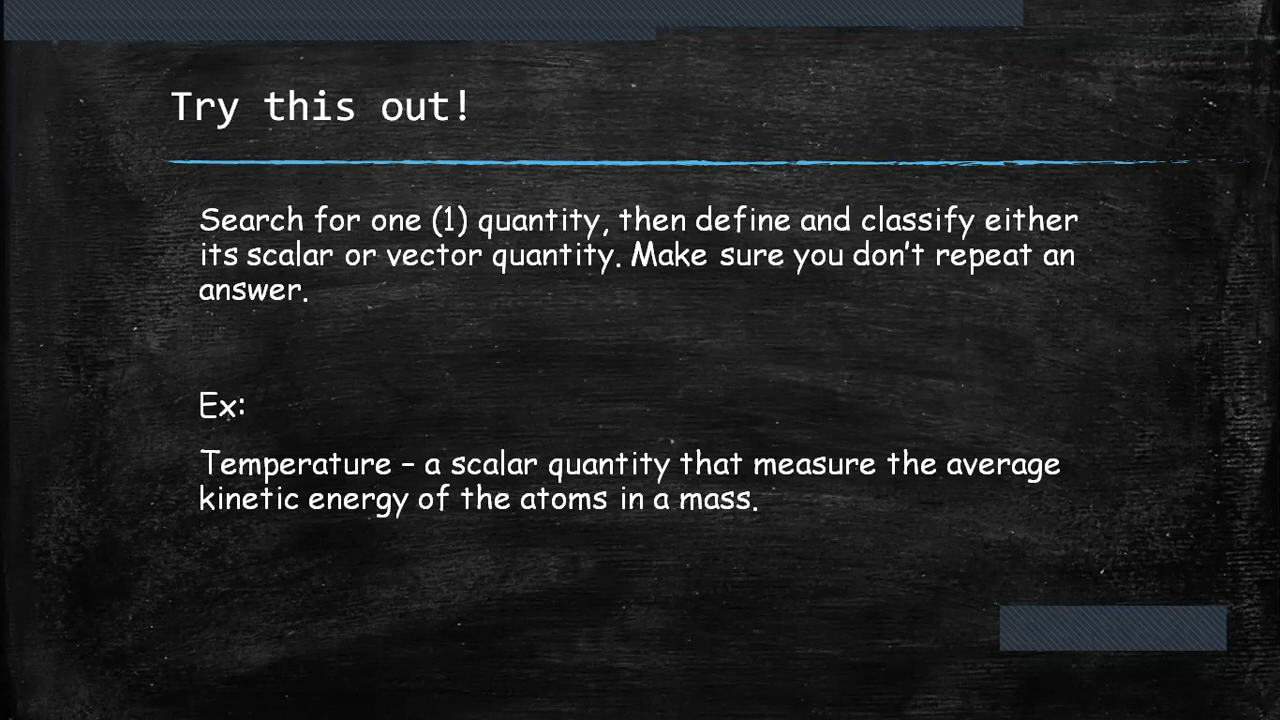 Try this out!
Search for one (1) quantity, then define and classify either
its scalar or vector quantity. Make sure you don't repeat an
answer.
Ex:
Temperature – a scalar quantity that measure the average
kinetic energy of the atoms in a mass.